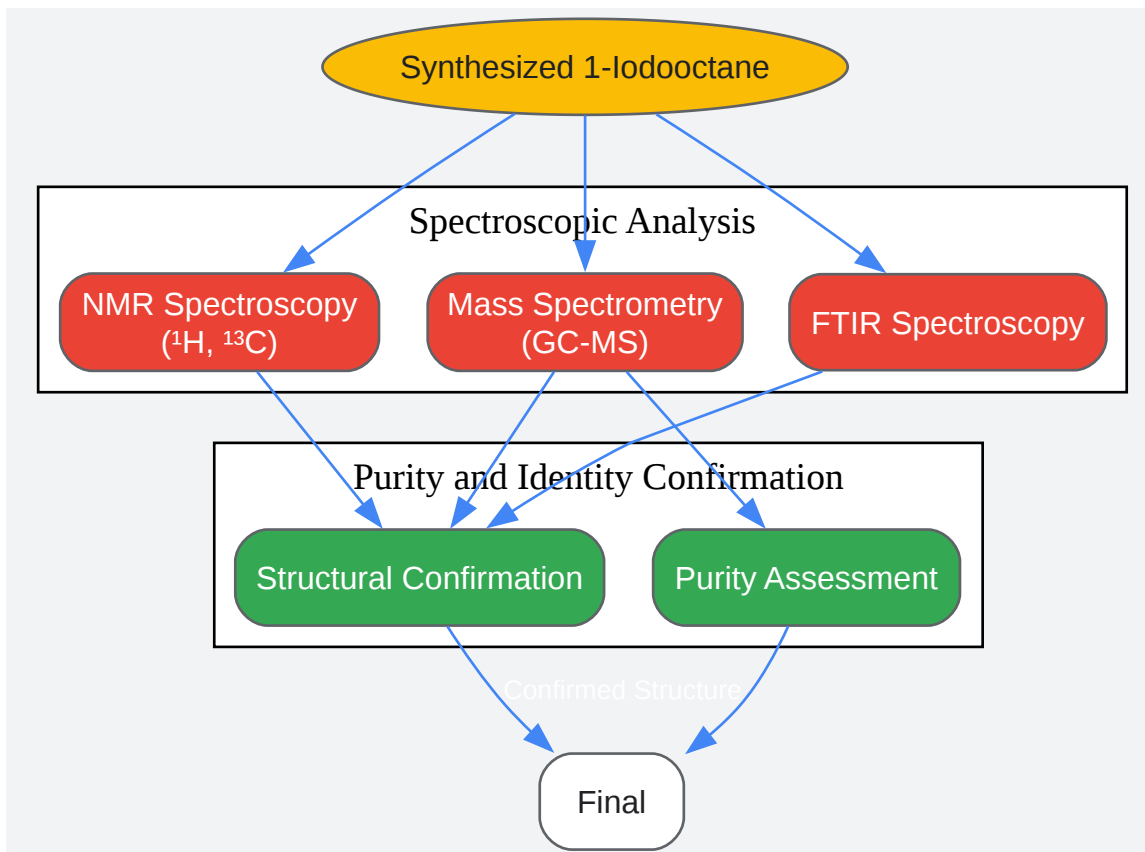 Synthesized 1-Iodooctane
Spectroscopic Analysis
NMR Spectroscopy
(¹H, ¹³C)
Mass Spectrometry
(GC-MS)
FTIR Spectroscopy
Purity and Identity Confirmation
Structural Confirmation
Purity Assessment
Confirmed Structure
Final